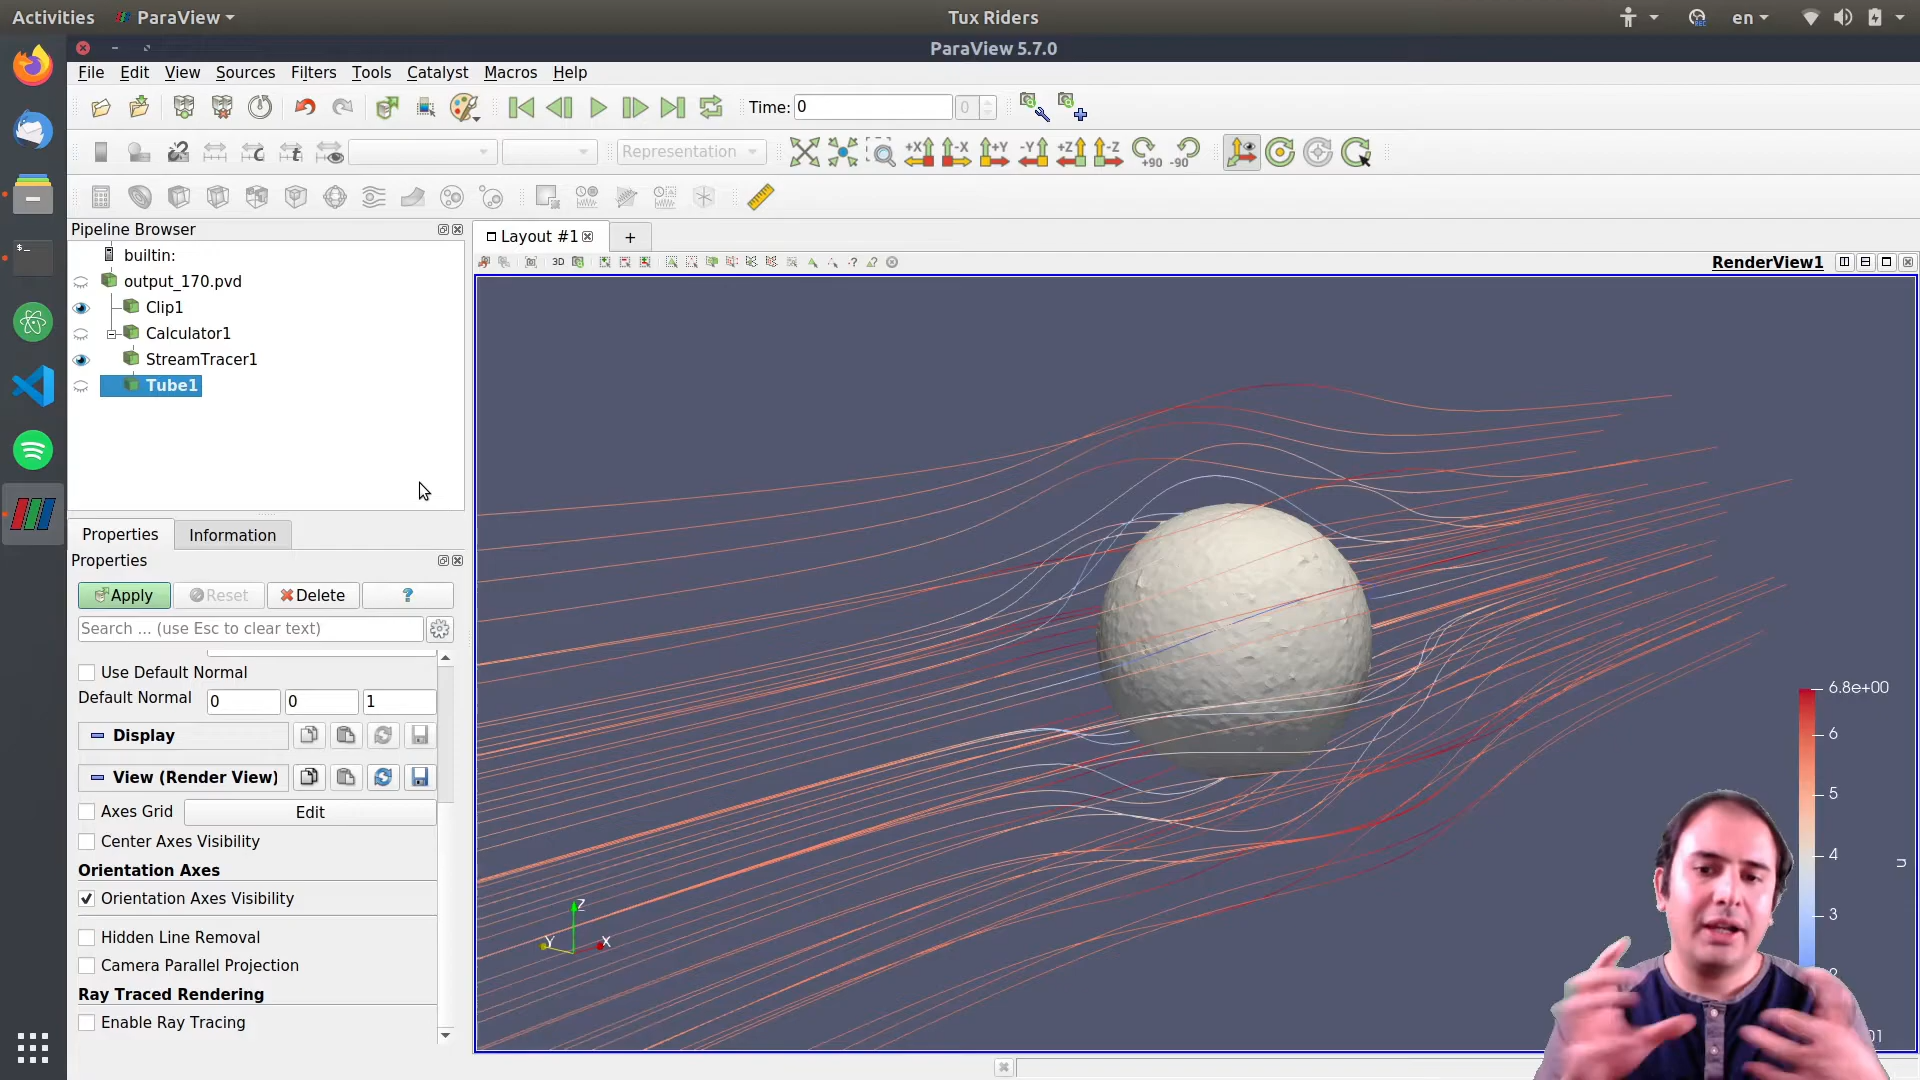 Activities
ParaView
Tux Riders
en
ParaView 5.7.0
File Edit View Sources Filters Tools Catalyst Macros Help
Time: 0
0
Representation
+X -X +Y -Y +Z -Z +90 -90
Pipeline Browser
Layout #1
+
builtin:
3D
RenderView1
output_170.pvd
Clip1
Calculator1
StreamTracer1
Tube1
Properties Information
Properties
Apply Reset Delete ?
Search ... (use Esc to clear text)
Use Default Normal
Default Normal 0 0 1
Display
View (Render View)
Axes Grid Edit
Center Axes Visibility
Orientation Axes
Orientation Axes Visibility
Hidden Line Removal
Camera Parallel Projection
Ray Traced Rendering
Enable Ray Tracing
Z
Y X
6.8e+00
6
5
4
3
u